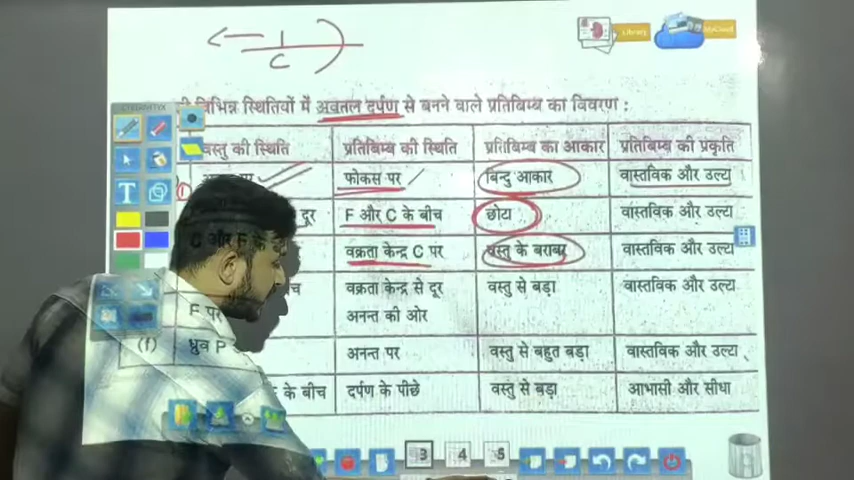 C
Library
MyCloud
विभिन्न स्थितियों में अवतल दर्पण से बनने वाले प्रतिबिम्ब का विवरण :
वस्तु की स्थिति प्रतिबिम्ब की स्थिति प्रतिबिम्ब का आकार प्रतिबिम्ब की प्रकृति
फोकस पर बिन्दु आकार वास्तविक और उल्टा
दूर F और C के बीच छोटा वास्तविक और उल्टा
वक्रता केन्द्र C पर वस्तु के बराबर वास्तविक और उल्टा
C और F के
वक्रता केन्द्र से दूर वस्तु से बड़ा वास्तविक और उल्टा
अनन्त की ओर
F पर
(f) ध्रुव P
अनन्त पर वस्तु से बहुत बड़ा वास्तविक और उल्टा
के बीच दर्पण के पीछे वस्तु से बड़ा आभासी और सीधा
3 4 5